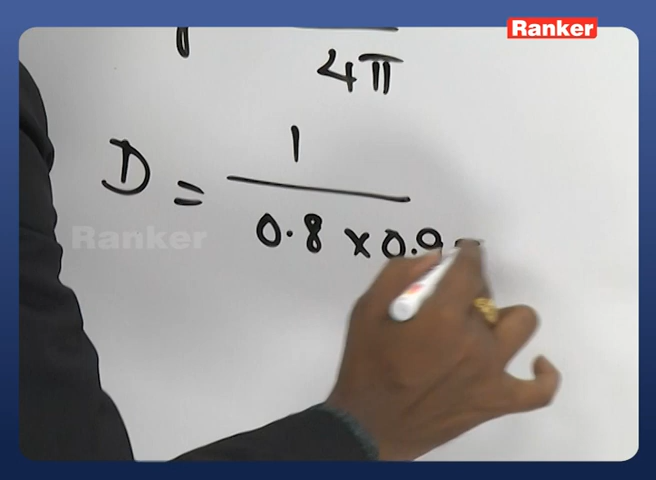 Ranker
4π
1
D =
0.8 × 0.9
Ranker